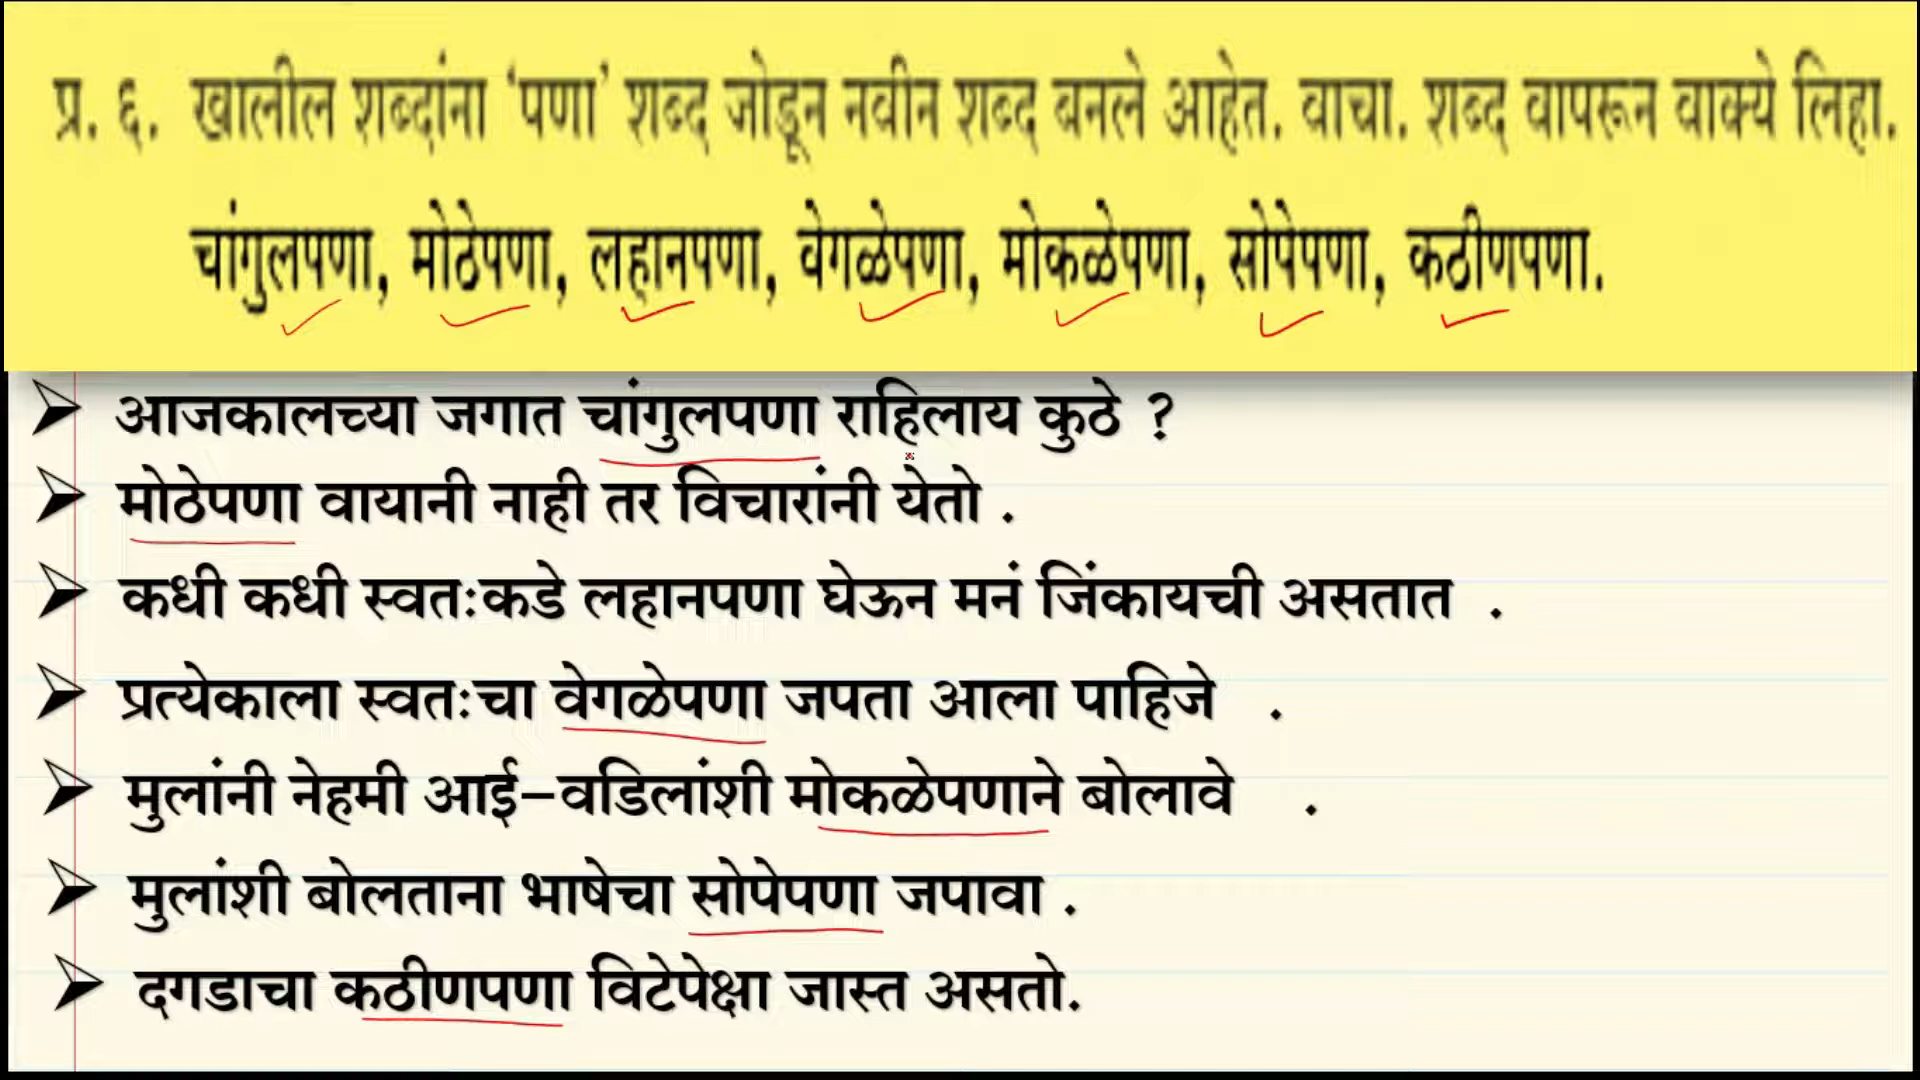 प्र. ६. खालील शब्दांना ‘पणा’ शब्द जोडून नवीन शब्द बनले आहेत. वाचा. शब्द वापरून वाक्ये लिहा.
चांगुलपणा, मोठेपणा, लहानपणा, वेगळेपणा, मोकळेपणा, सोपेपणा, कठीणपणा.
आजकालच्या जगात चांगुलपणा राहिलाय कुठे ?
मोठेपणा वायानी नाही तर विचारांनी येतो .
कधी कधी स्वतःकडे लहानपणा घेऊन मनं जिंकायची असतात .
प्रत्येकाला स्वतःचा वेगळेपणा जपता आला पाहिजे .
मुलांनी नेहमी आई–वडिलांशी मोकळेपणाने बोलावे .
मुलांशी बोलताना भाषेचा सोपेपणा जपावा .
दगडाचा कठीणपणा विटेपेक्षा जास्त असतो.